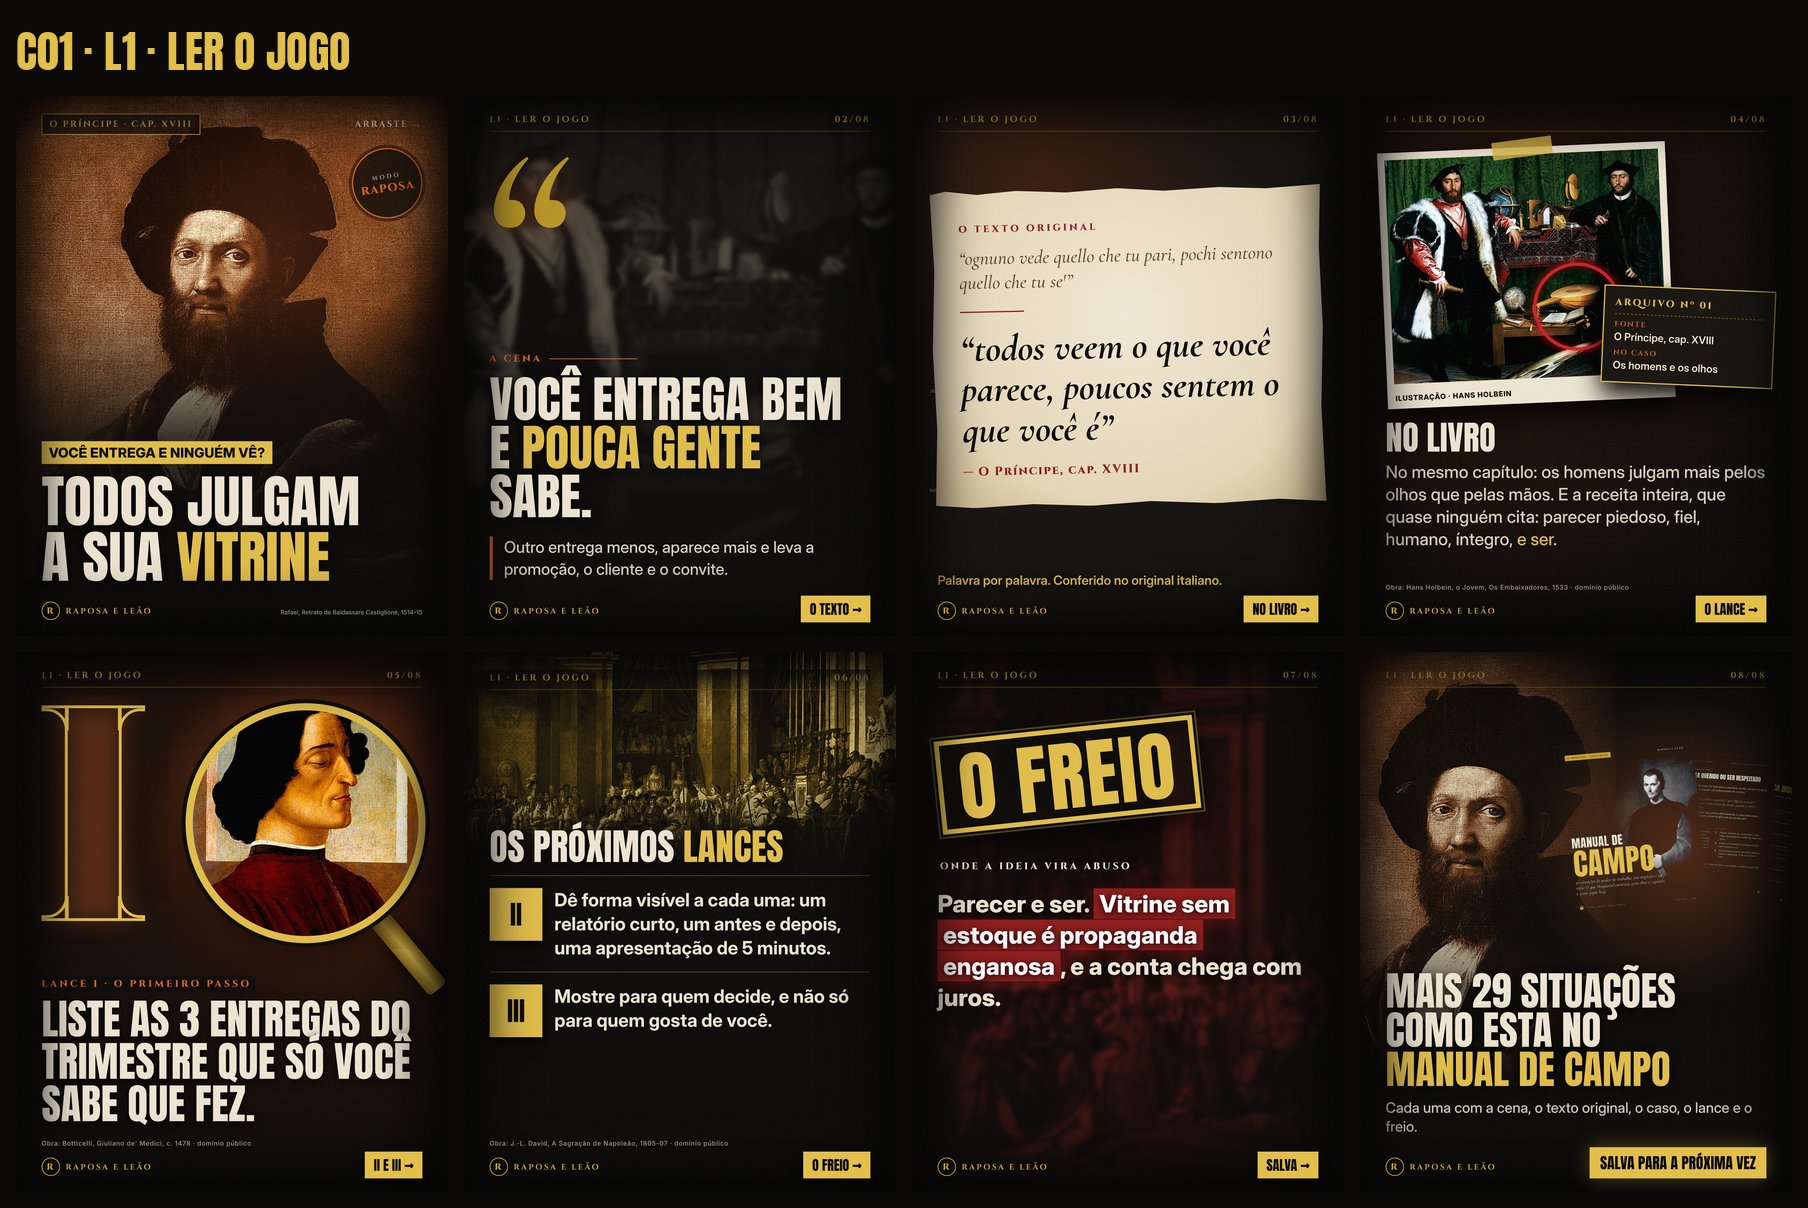 CO1 · L1 · LER O JOGO
O PRÍNCIPE · CAP. XVIII
ARRASTE →
MODO
RAPOSA
VOCÊ ENTREGA E NINGUÉM VÊ?
TODOS JULGAM
A SUA VITRINE
R RAPOSA E LEÃO
Rafael, Retrato de Baldassare Castiglione, 1514-15
L1 · LER O JOGO
02/08
“
A CENA
VOCÊ ENTREGA BEM
E POUCA GENTE
SABE.
Outro entrega menos, aparece mais e leva a
promoção, o cliente e o convite.
R RAPOSA E LEÃO
O TEXTO →
L1 · LER O JOGO
03/08
O TEXTO ORIGINAL
“ognuno vede quello che tu pari, pochi sentono
quello che tu se'”
“todos veem o que você
parece, poucos sentem o
que você é”
— O PRÍNCIPE, CAP. XVIII
Palavra por palavra. Conferido no original italiano.
R RAPOSA E LEÃO
NO LIVRO →
L1 · LER O JOGO
04/08
ARQUIVO Nº 01
FONTE
O Príncipe, cap. XVIII
NO CASO
Os homens e os olhos
ILUSTRAÇÃO · HANS HOLBEIN
NO LIVRO
No mesmo capítulo: os homens julgam mais pelos
olhos que pelas mãos. E a receita inteira, que
quase ninguém cita: parecer piedoso, fiel,
humano, íntegro, e ser.
Obra: Hans Holbein, o Jovem, Os Embaixadores, 1533 · domínio público
R RAPOSA E LEÃO
O LANCE →
L1 · LER O JOGO
05/08
I
LANCE I · O PRIMEIRO PASSO
LISTE AS 3 ENTREGAS DO
TRIMESTRE QUE SÓ VOCÊ
SABE QUE FEZ.
Obra: Botticelli, Giuliano de' Medici, c. 1478 · domínio público
R RAPOSA E LEÃO
II E III →
L1 · LER O JOGO
06/08
OS PRÓXIMOS LANCES
II
Dê forma visível a cada uma: um
relatório curto, um antes e depois,
uma apresentação de 5 minutos.
III
Mostre para quem decide, e não só
para quem gosta de você.
Obra: J.-L. David, A Sagração de Napoleão, 1805-07 · domínio público
R RAPOSA E LEÃO
O FREIO →
L1 · LER O JOGO
07/08
O FREIO
ONDE A IDEIA VIRA ABUSO
Parecer e ser. Vitrine sem
estoque é propaganda
enganosa , e a conta chega com
juros.
R RAPOSA E LEÃO
SALVA →
L1 · LER O JOGO
08/08
QUERIDO OU SER RESPEITADO
MANUAL DE
CAMPO
MAIS 29 SITUAÇÕES
COMO ESTA NO
MANUAL DE CAMPO
Cada uma com a cena, o texto original, o caso, o lance e o
freio.
R RAPOSA E LEÃO
SALVA PARA A PRÓXIMA VEZ